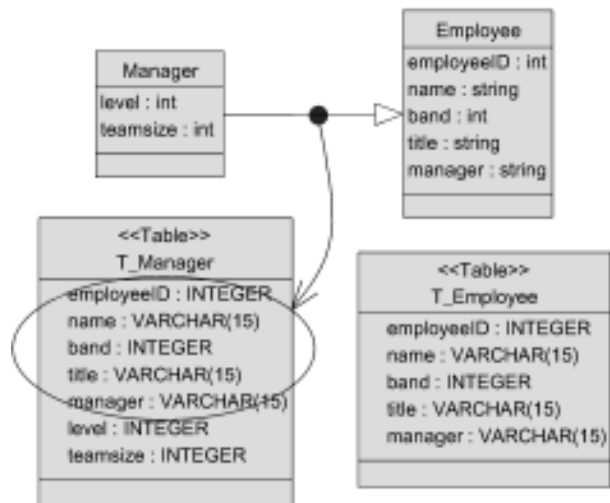 Employee
employeeID : int
name : string
band : int
title : string
manager : string
Manager
level : int
teamsize : int
<<Table>>
T_Manager
employeeID : INTEGER
name : VARCHAR(15)
band : INTEGER
title : VARCHAR(15)
manager : VARCHAR(15)
level : INTEGER
teamsize : INTEGER
<<Table>>
T_Employee
employeeID : INTEGER
name : VARCHAR(15)
band : INTEGER
title : VARCHAR(15)
manager : VARCHAR(15)